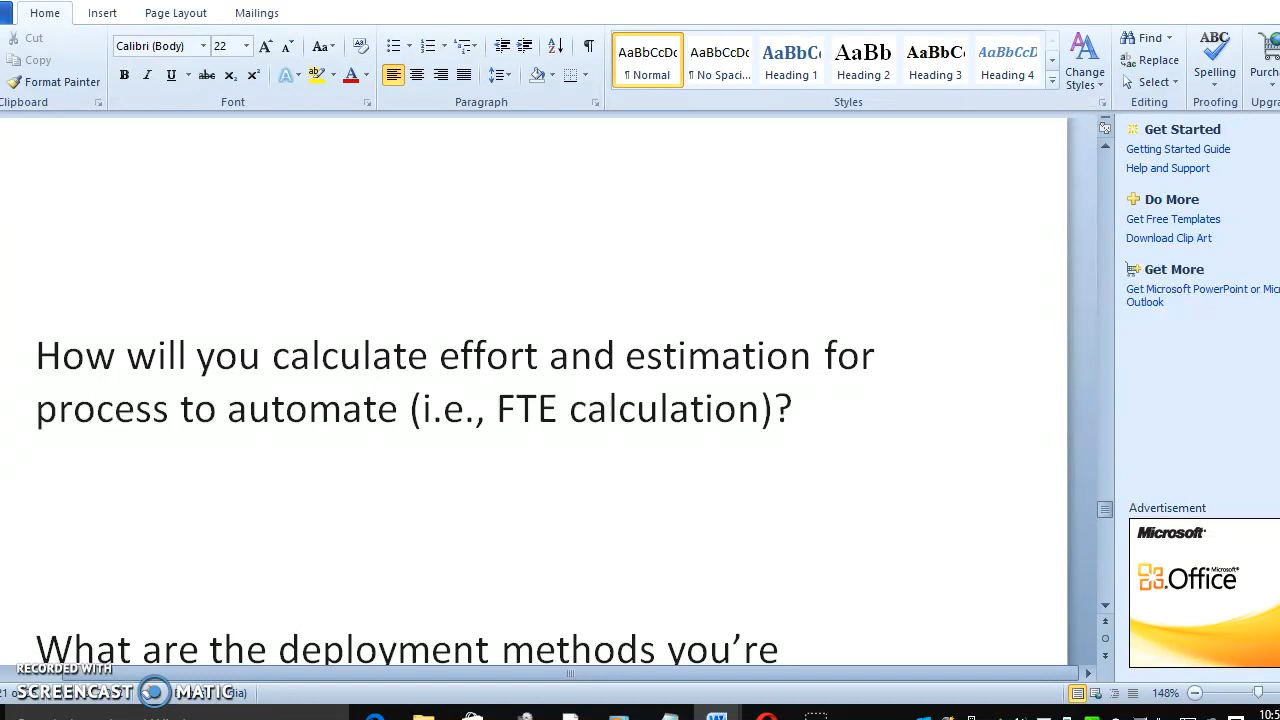 Home Insert Page Layout Mailings
Cut
Copy
Format Painter
Clipboard
Calibri (Body) 22
Font
Paragraph
AaBbCcDc AaBbCcDc AaBbC AaBb AaBbC AaBbCcD
¶ Normal ¶ No Spaci... Heading 1 Heading 2 Heading 3 Heading 4
Change
Styles
Styles
Find
Replace
Select
Editing
ABC
Spelling
Proofing
Get Started
Getting Started Guide
Help and Support
Do More
Get Free Templates
Download Clip Art
Get More
Get Microsoft PowerPoint or
Outlook
How will you calculate effort and estimation for
process to automate (i.e., FTE calculation)?
Advertisement
Microsoft
Office
What are the deployment methods you’re
RECORDED WITH
SCREENCAST MATIC
148%